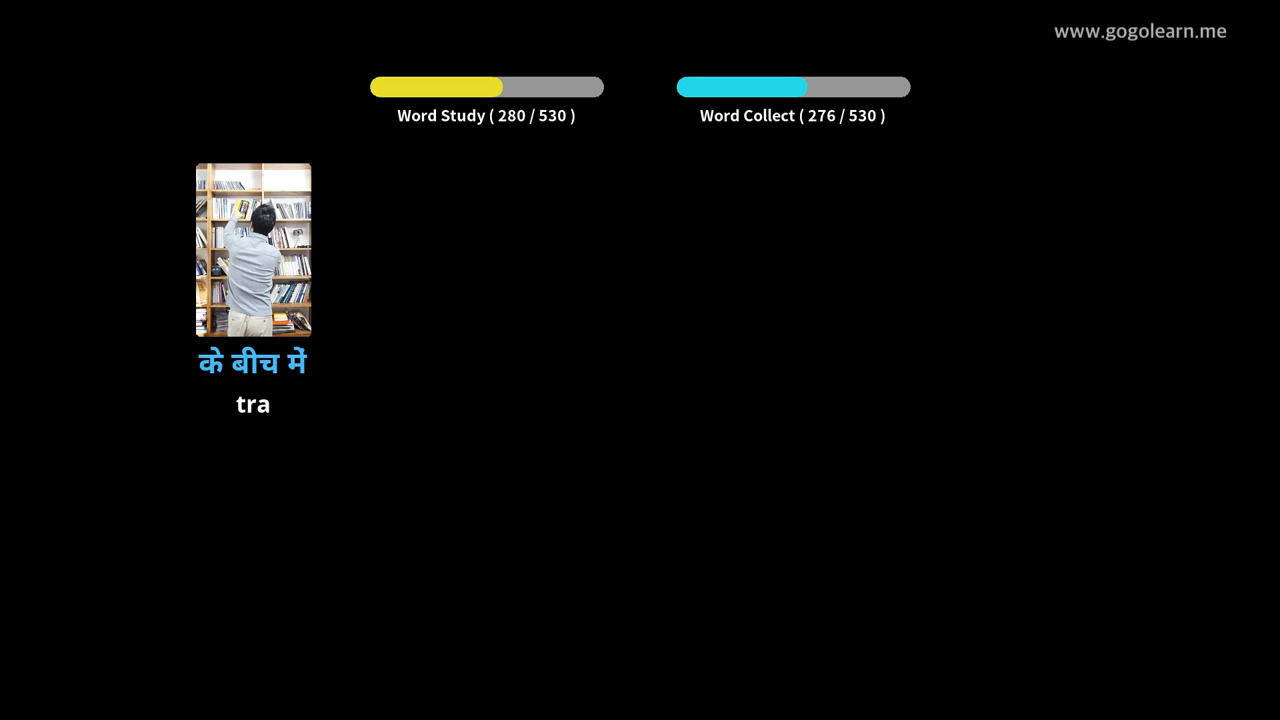 www.gogolearn.me
Word Study ( 280 / 530 )
Word Collect ( 276 / 530 )
के बीच में
tra